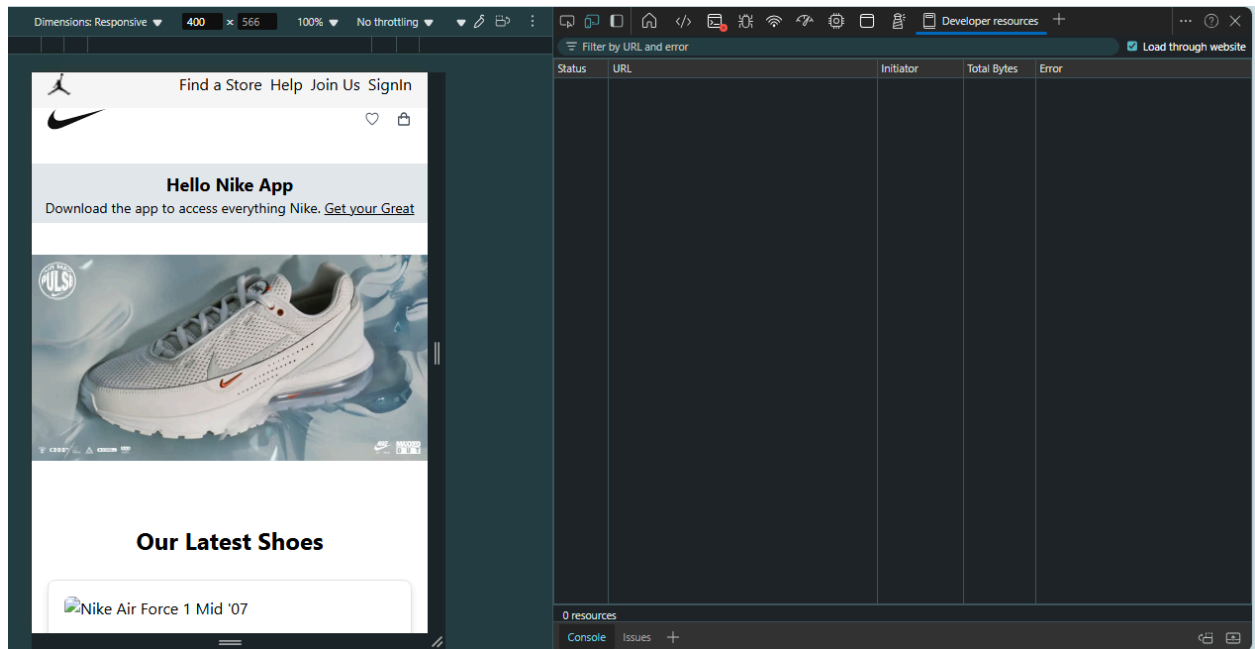 Dimensions: Responsive 400 × 566 100% No throttling
Developer resources
Filter by URL and error
Load through website
Status URL Initiator Total Bytes Error
Find a Store Help Join Us SignIn
Hello Nike App
Download the app to access everything Nike. Get your Great
PULSE
Our Latest Shoes
Nike Air Force 1 Mid '07
0 resources
Console Issues